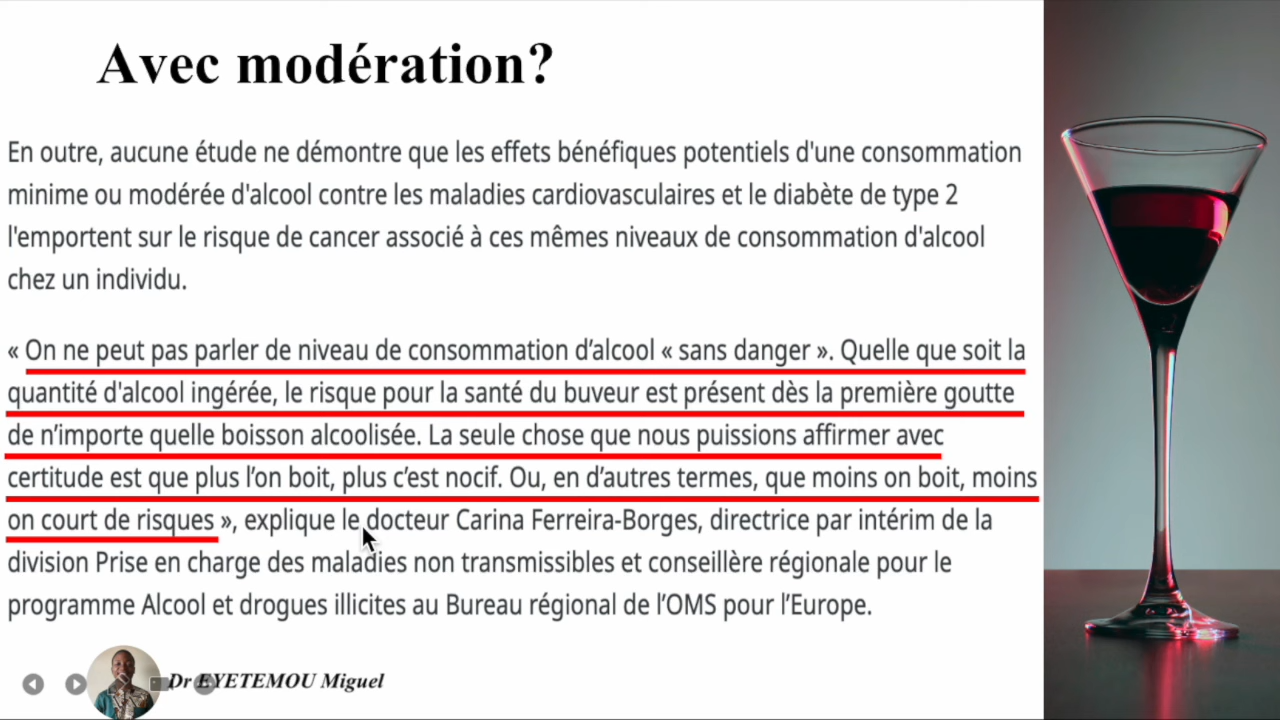 Avec modération?
En outre, aucune étude ne démontre que les effets bénéfiques potentiels d'une consommation
minime ou modérée d'alcool contre les maladies cardiovasculaires et le diabète de type 2
l'emportent sur le risque de cancer associé à ces mêmes niveaux de consommation d'alcool
chez un individu.
« On ne peut pas parler de niveau de consommation d’alcool « sans danger ». Quelle que soit la
quantité d'alcool ingérée, le risque pour la santé du buveur est présent dès la première goutte
de n’importe quelle boisson alcoolisée. La seule chose que nous puissions affirmer avec
certitude est que plus l’on boit, plus c’est nocif. Ou, en d’autres termes, que moins on boit, moins
on court de risques », explique le docteur Carina Ferreira-Borges, directrice par intérim de la
division Prise en charge des maladies non transmissibles et conseillère régionale pour le
programme Alcool et drogues illicites au Bureau régional de l’OMS pour l’Europe.
Dr EYETEMOU Miguel